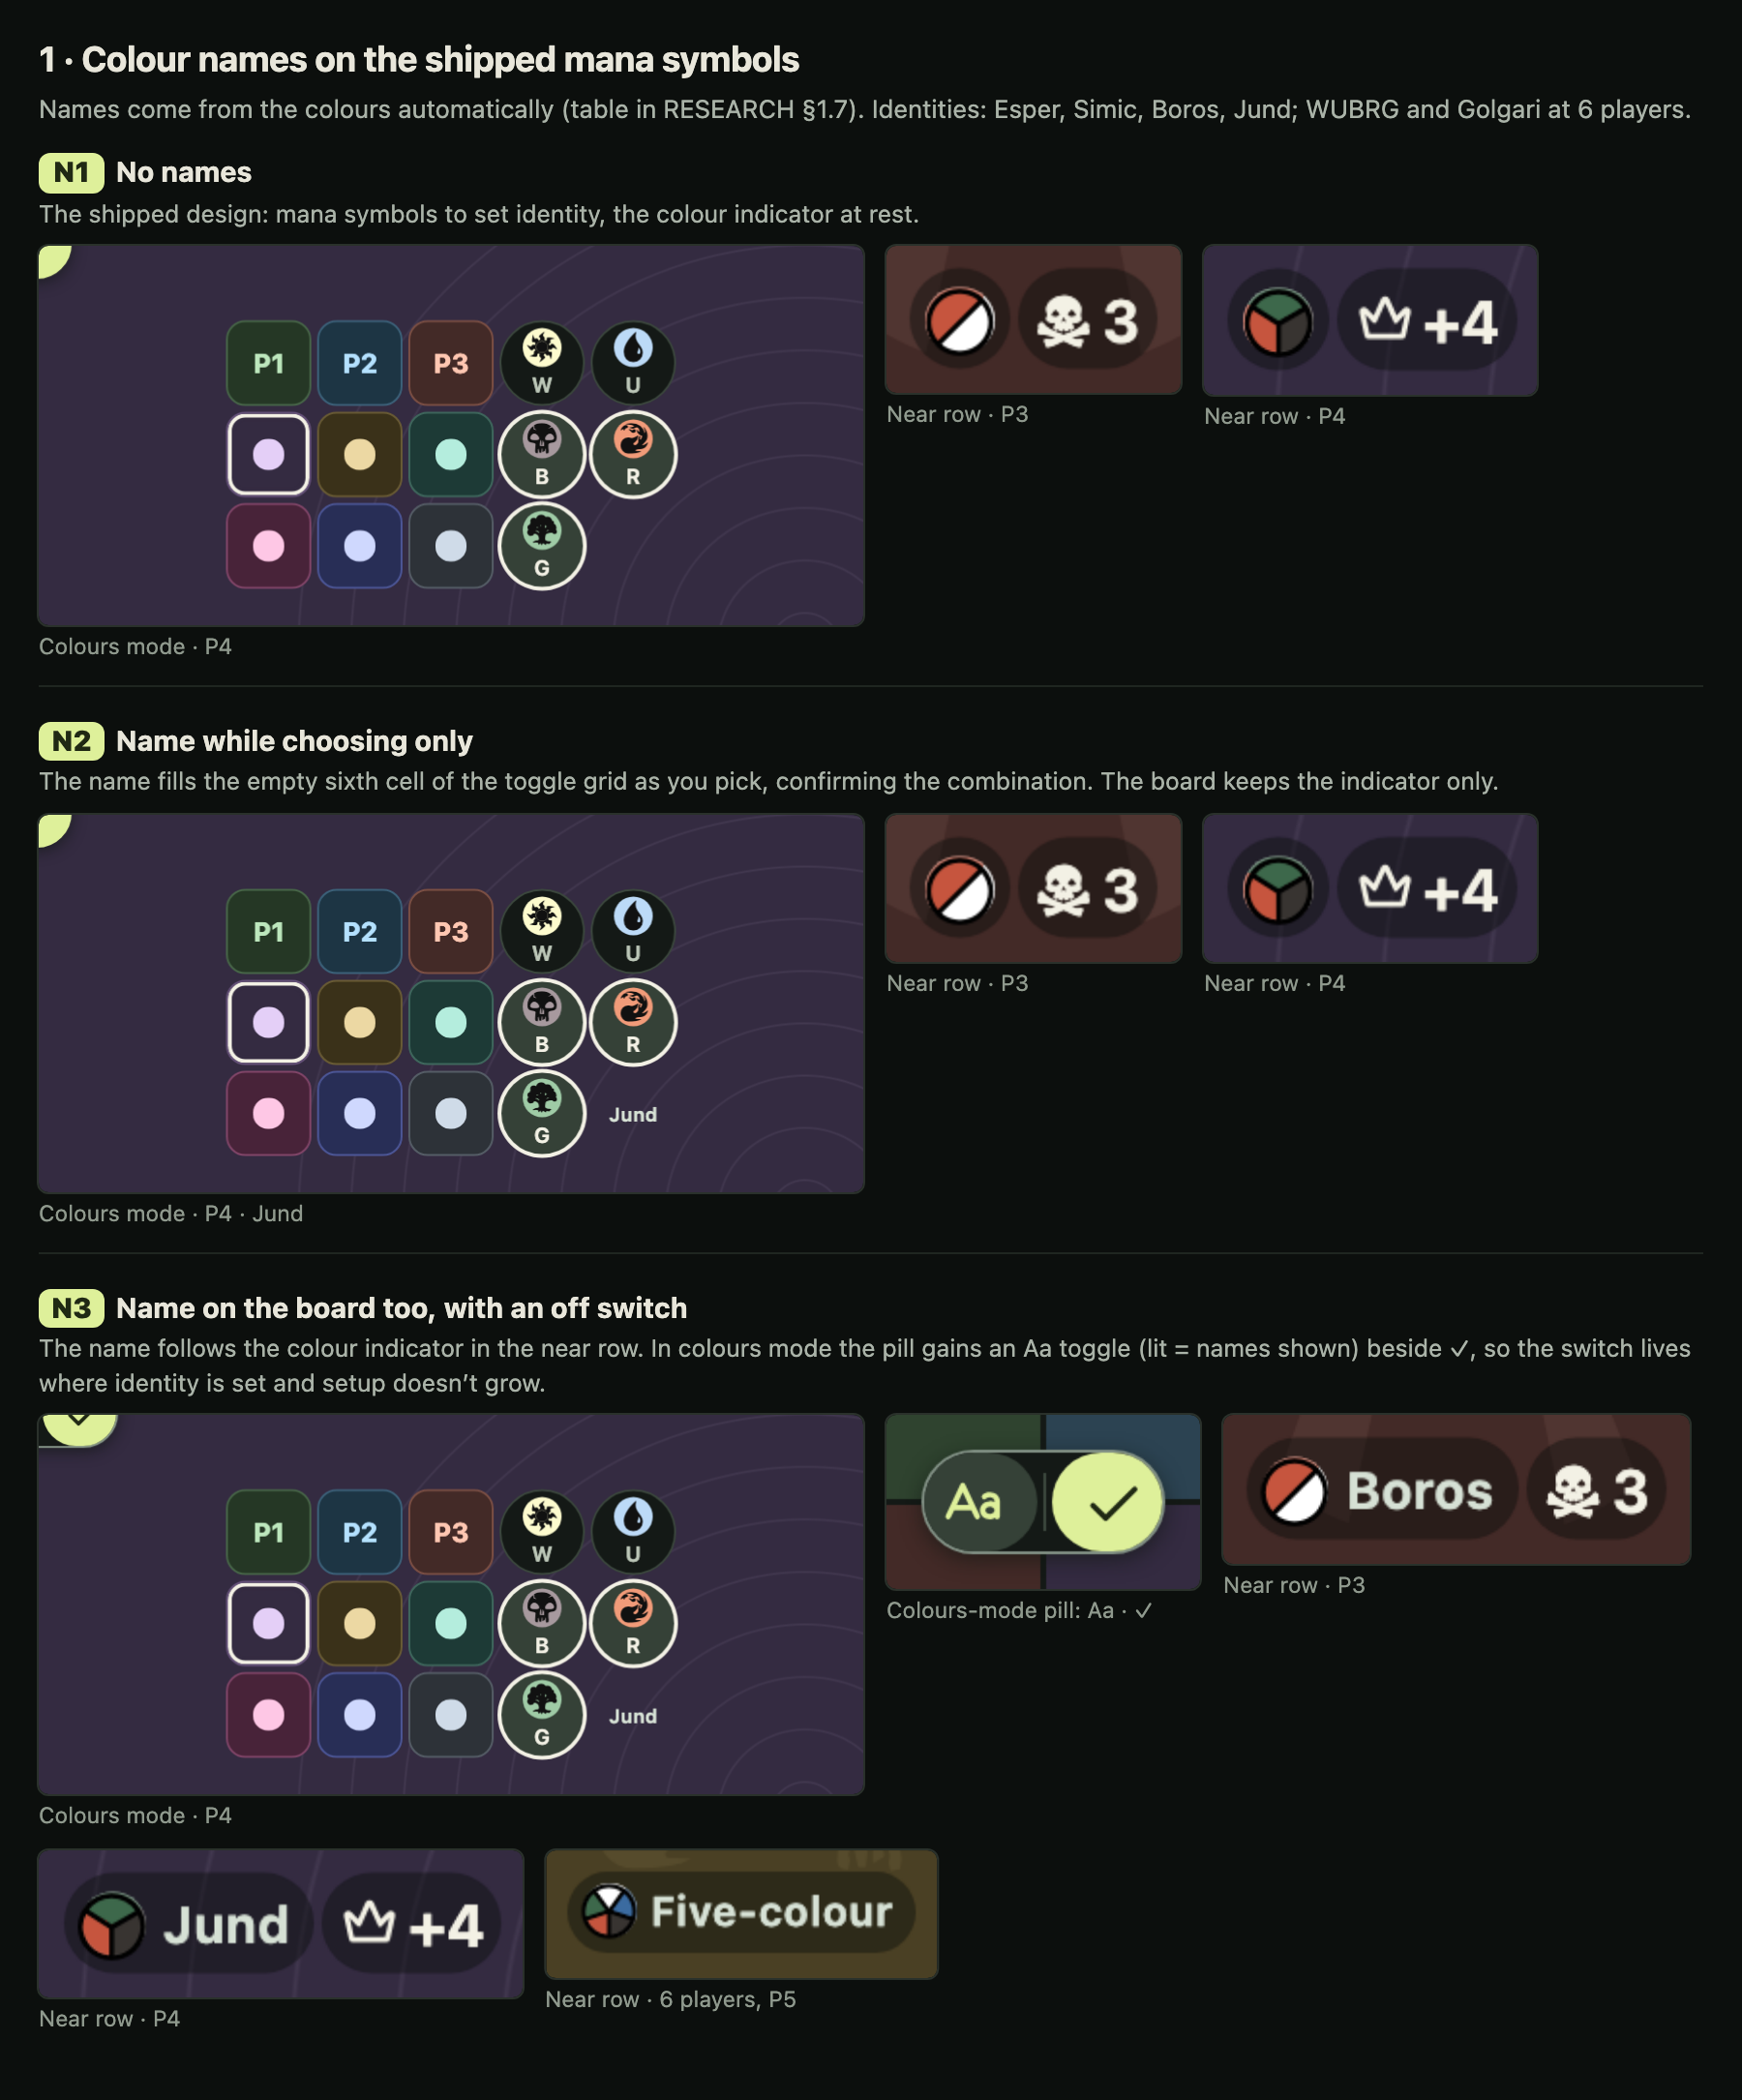 1 · Colour names on the shipped mana symbols
Names come from the colours automatically (table in RESEARCH §1.7). Identities: Esper, Simic, Boros, Jund; WUBRG and Golgari at 6 players.
N1 No names
The shipped design: mana symbols to set identity, the colour indicator at rest.
P1 P2 P3 W U
B R
G
3
+4
Near row · P3
Near row · P4
Colours mode · P4
N2 Name while choosing only
The name fills the empty sixth cell of the toggle grid as you pick, confirming the combination. The board keeps the indicator only.
P1 P2 P3 W U
B R
G Jund
3
+4
Near row · P3
Near row · P4
Colours mode · P4 · Jund
N3 Name on the board too, with an off switch
The name follows the colour indicator in the near row. In colours mode the pill gains an Aa toggle (lit = names shown) beside ✓, so the switch lives
where identity is set and setup doesn’t grow.
P1 P2 P3 W U
B R
G Jund
Aa
Boros 3
Colours-mode pill: Aa · ✓
Near row · P3
Colours mode · P4
Jund +4
Five-colour
Near row · P4
Near row · 6 players, P5